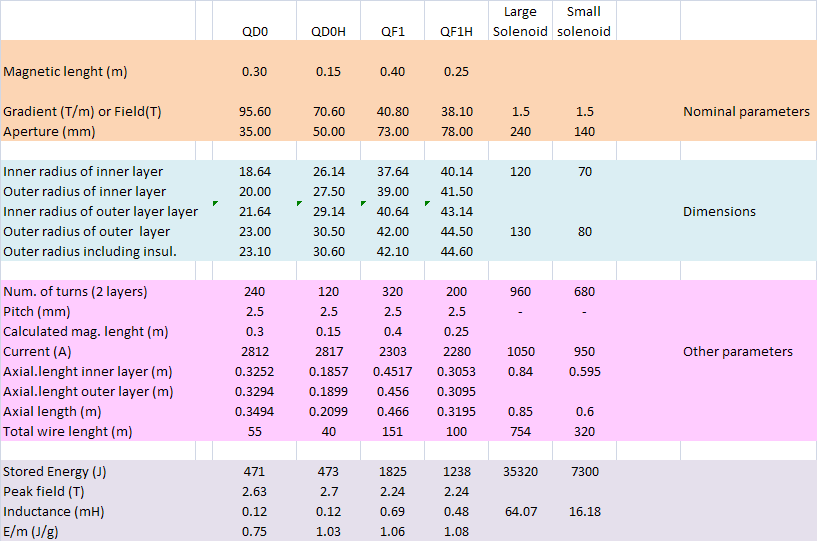 Large Small
QD0 QD0H QF1 QF1H Solenoid solenoid
Magnetic lenght (m) 0.30 0.15 0.40 0.25
Gradient (T/m) or Field(T) 95.60 70.60 40.80 38.10 1.5 1.5 Nominal parameters
Aperture (mm) 35.00 50.00 73.00 78.00 240 140
Inner radius of inner layer 18.64 26.14 37.64 40.14 120 70
Outer radius of inner layer 20.00 27.50 39.00 41.50
Inner radius of outer layer layer 21.64 29.14 40.64 43.14 Dimensions
Outer radius of outer layer 23.00 30.50 42.00 44.50 130 80
Outer radius including insul. 23.10 30.60 42.10 44.60
Num. of turns (2 layers) 240 120 320 200 960 680
Pitch (mm) 2.5 2.5 2.5 2.5 - -
Calculated mag. lenght (m) 0.3 0.15 0.4 0.25
Current (A) 2812 2817 2303 2280 1050 950 Other parameters
Axial.lenght inner layer (m) 0.3252 0.1857 0.4517 0.3053 0.84 0.595
Axial.lenght outer layer (m) 0.3294 0.1899 0.456 0.3095
Axial length (m) 0.3494 0.2099 0.466 0.3195 0.85 0.6
Total wire lenght (m) 55 40 151 100 754 320
Stored Energy (J) 471 473 1825 1238 35320 7300
Peak field (T) 2.63 2.7 2.24 2.24
Inductance (mH) 0.12 0.12 0.69 0.48 64.07 16.18
E/m (J/g) 0.75 1.03 1.06 1.08